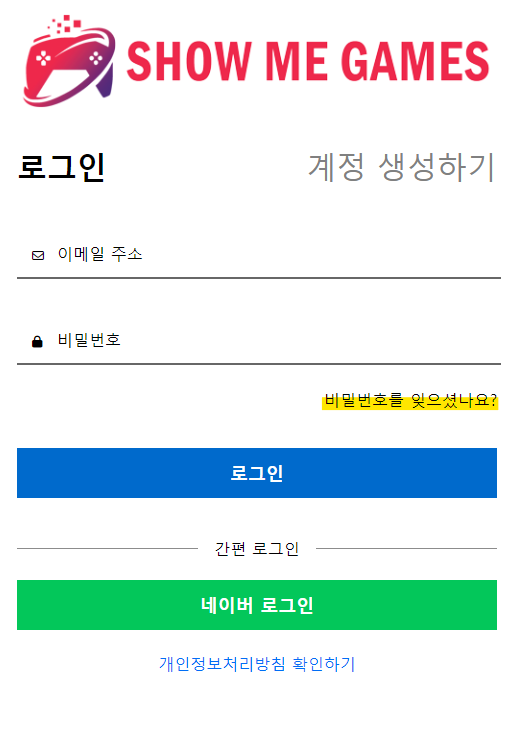 SHOW ME GAMES
로그인 계정 생성하기
이메일 주소
비밀번호
비밀번호를 잊으셨나요?
로그인
간편 로그인
네이버 로그인
개인정보처리방침 확인하기